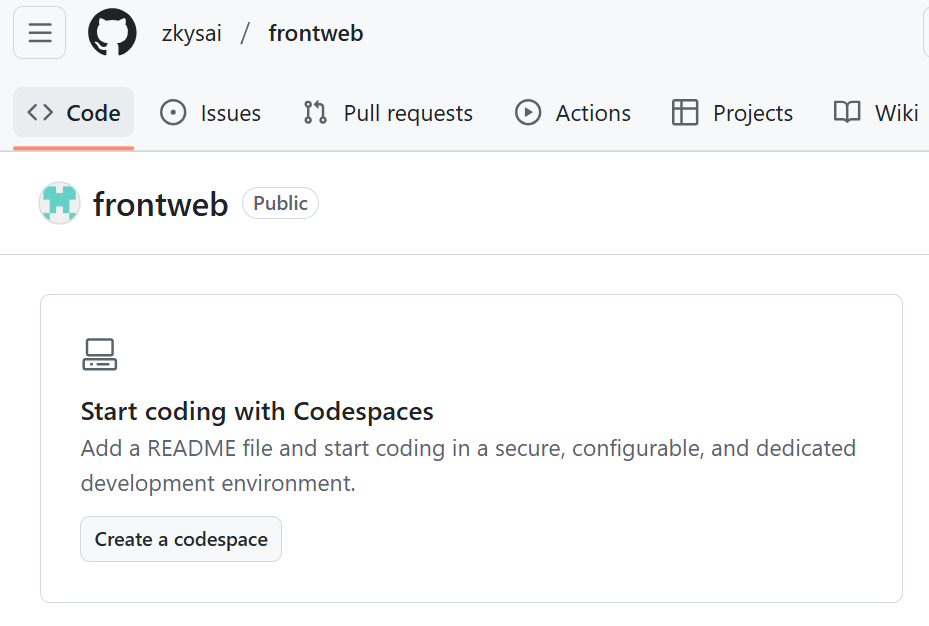 zkysai / frontweb
Code Issues Pull requests Actions Projects Wiki
frontweb Public
Start coding with Codespaces
Add a README file and start coding in a secure, configurable, and dedicated
development environment.
Create a codespace